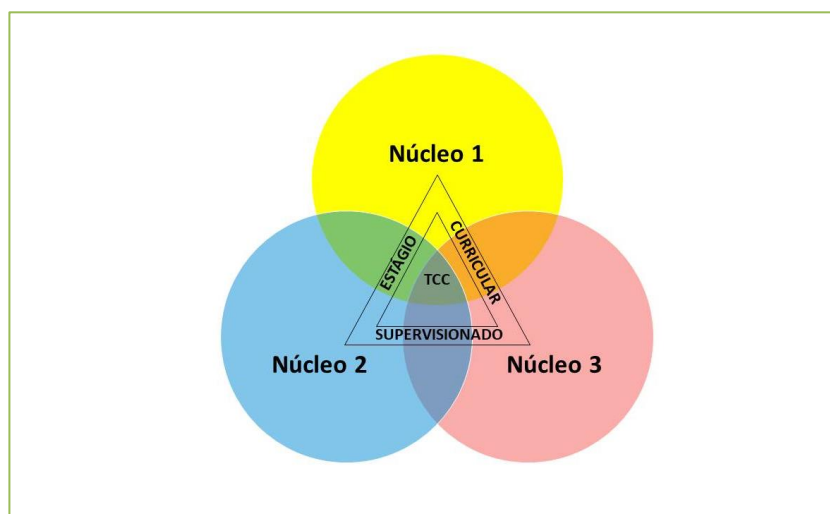 Núcleo 1
ESTÁGIO
CURRICULAR
TCC
SUPERVISIONADO
Núcleo 2
Núcleo 3